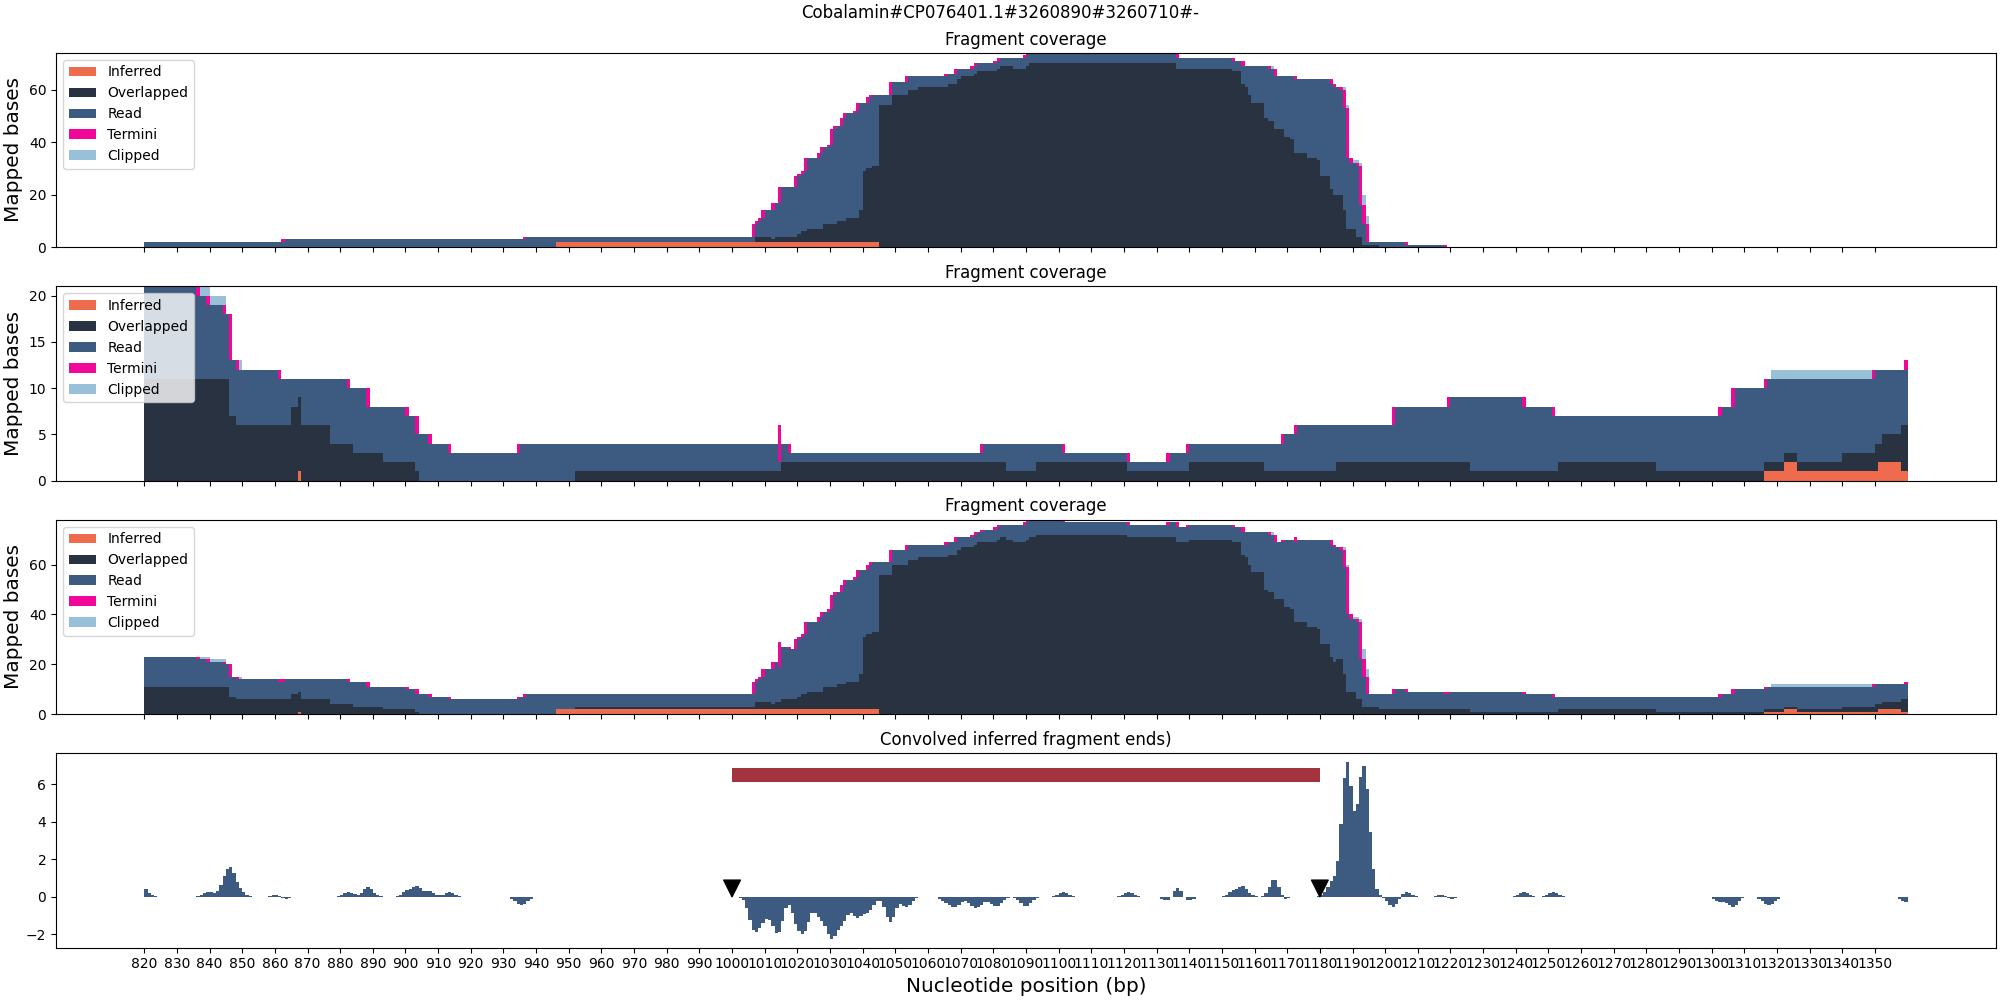 Cobalamin#CP076401.1#3260890#3260710#-
Fragment coverage
Mapped bases
60
40
20
0
Inferred
Overlapped
Read
Termini
Clipped
Fragment coverage
Mapped bases
20
15
10
5
0
Inferred
Overlapped
Read
Termini
Clipped
Fragment coverage
Mapped bases
60
40
20
0
Inferred
Overlapped
Read
Termini
Clipped
Convolved inferred fragment ends)
6
4
2
0
−2
820 830 840 850 860 870 880 890 900 910 920 930 940 950 960 970 980 990 1000 1010 1020 1030 1040 1050 1060 1070 1080 1090 1100 1110 1120 1130 1140 1150 1160 1170 1180 1190 1200 1210 1220 1230 1240 1250 1260 1270 1280 1290 1300 1310 1320 1330 1340 1350
Nucleotide position (bp)